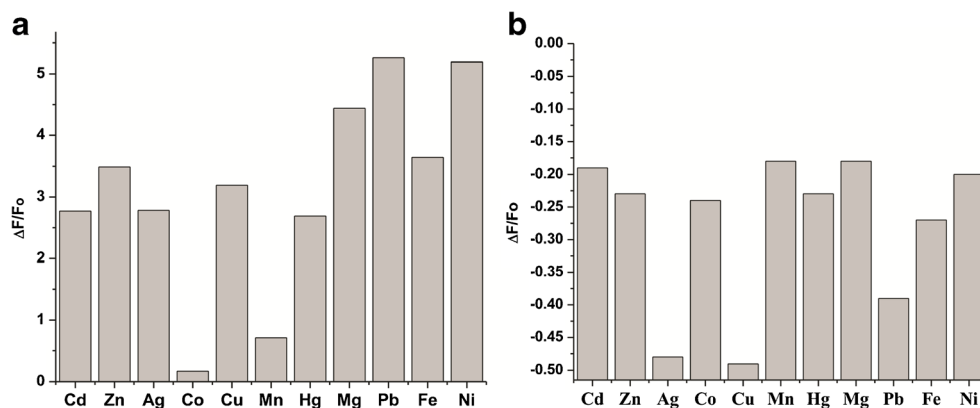 a
5
4
3
2
1
0
ΔF/Fo
Cd Zn Ag Co Cu Mn Hg Mg Pb Fe Ni
b
0.00
-0.05
-0.10
-0.15
-0.20
-0.25
-0.30
-0.35
-0.40
-0.45
-0.50
ΔF/Fo
Cd Zn Ag Co Cu Mn Hg Mg Pb Fe Ni